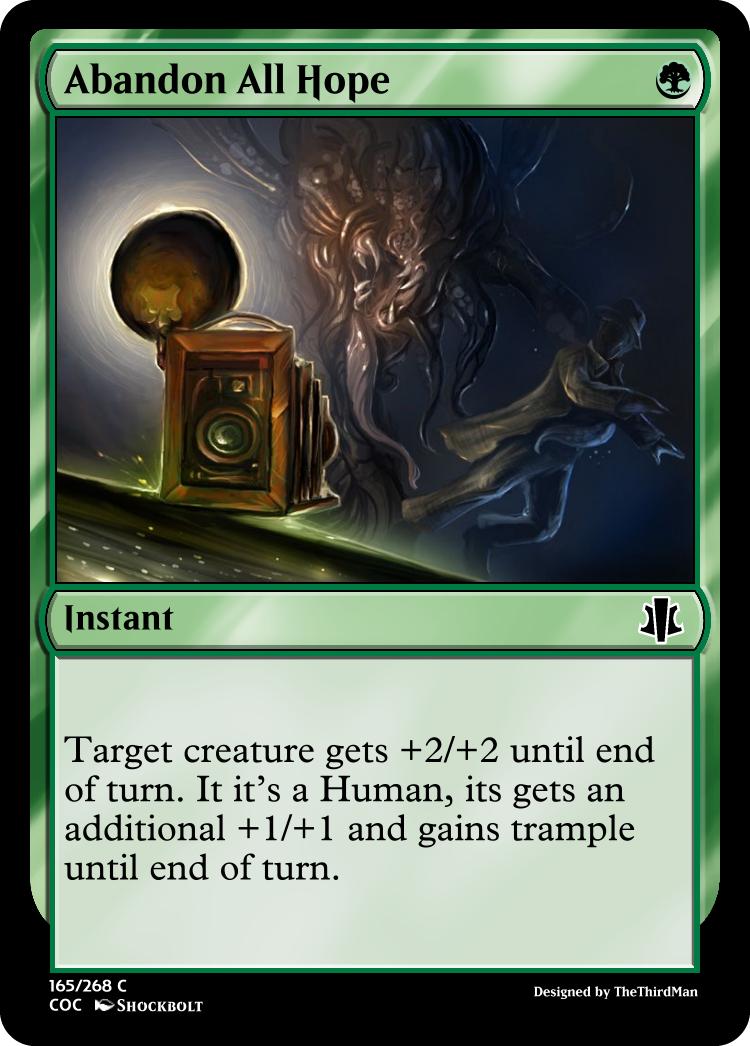 Abandon All Hope
Instant
Target creature gets +2/+2 until end
of turn. It it's a Human, its gets an
additional +1/+1 and gains trample
until end of turn.
165/268 C
COC Shockbolt
Designed by TheThirdMan